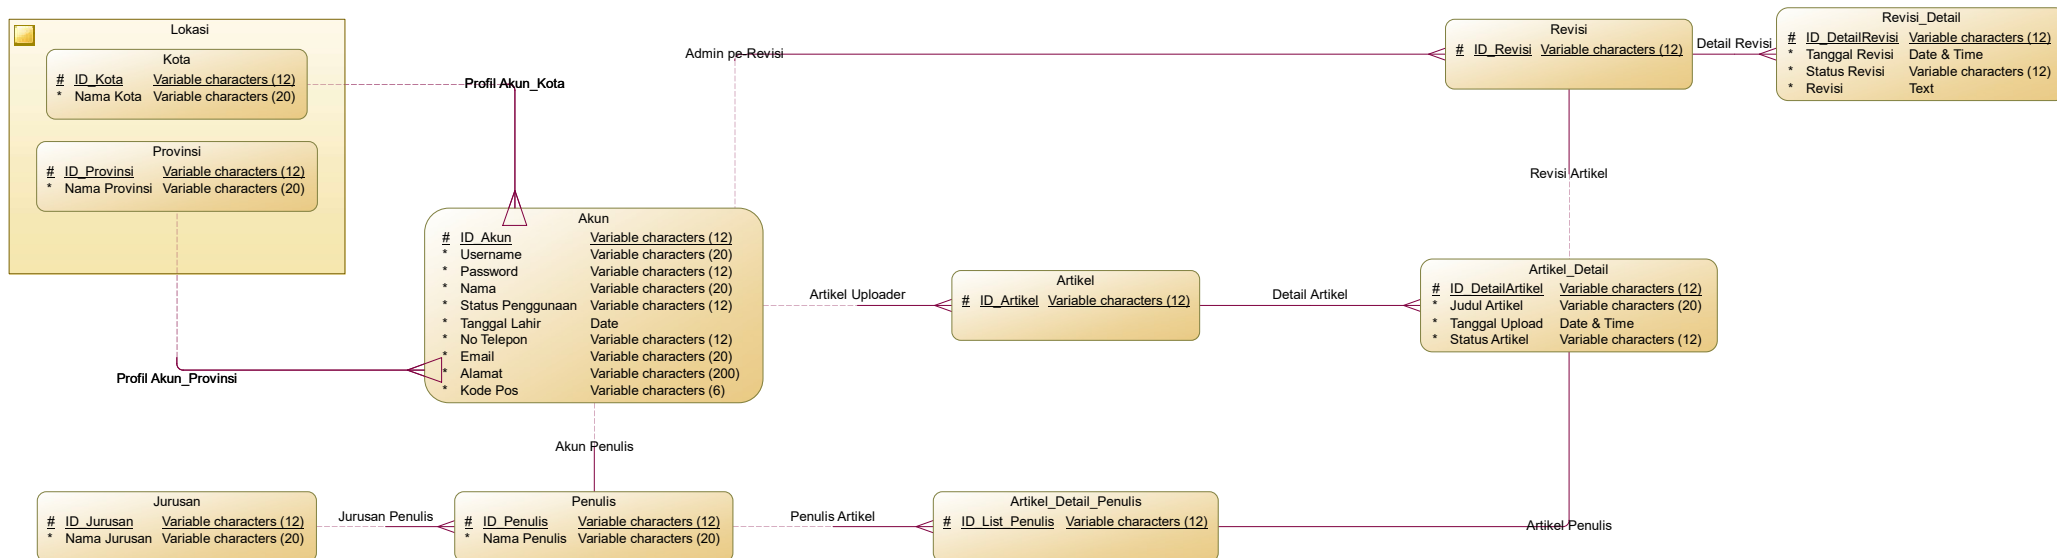 Lokasi
Kota
# ID_Kota Variable characters (12)
* Nama Kota Variable characters (20)
Provinsi
# ID_Provinsi Variable characters (12)
* Nama Provinsi Variable characters (20)
Profil Akun_Kota
Profil Akun_Provinsi
Admin pe-Revisi
Revisi
# ID_Revisi Variable characters (12)
Detail Revisi
Revisi_Detail
# ID_DetailRevisi Variable characters (12)
* Tanggal Revisi Date & Time
* Status Revisi Variable characters (12)
* Revisi Text
Revisi Artikel
Akun
# ID_Akun Variable characters (12)
* Username Variable characters (20)
* Password Variable characters (12)
* Nama Variable characters (20)
* Status Penggunaan Variable characters (12)
* Tanggal Lahir Date
* No Telepon Variable characters (12)
* Email Variable characters (20)
* Alamat Variable characters (200)
* Kode Pos Variable characters (6)
Artikel Uploader
Artikel
# ID_Artikel Variable characters (12)
Detail Artikel
Artikel_Detail
# ID_DetailArtikel Variable characters (12)
* Judul Artikel Variable characters (20)
* Tanggal Upload Date & Time
* Status Artikel Variable characters (12)
Akun Penulis
Jurusan
# ID_Jurusan Variable characters (12)
* Nama Jurusan Variable characters (20)
Jurusan Penulis
Penulis
# ID_Penulis Variable characters (12)
* Nama Penulis Variable characters (20)
Penulis Artikel
Artikel_Detail_Penulis
# ID_List_Penulis Variable characters (12)
Artikel Penulis